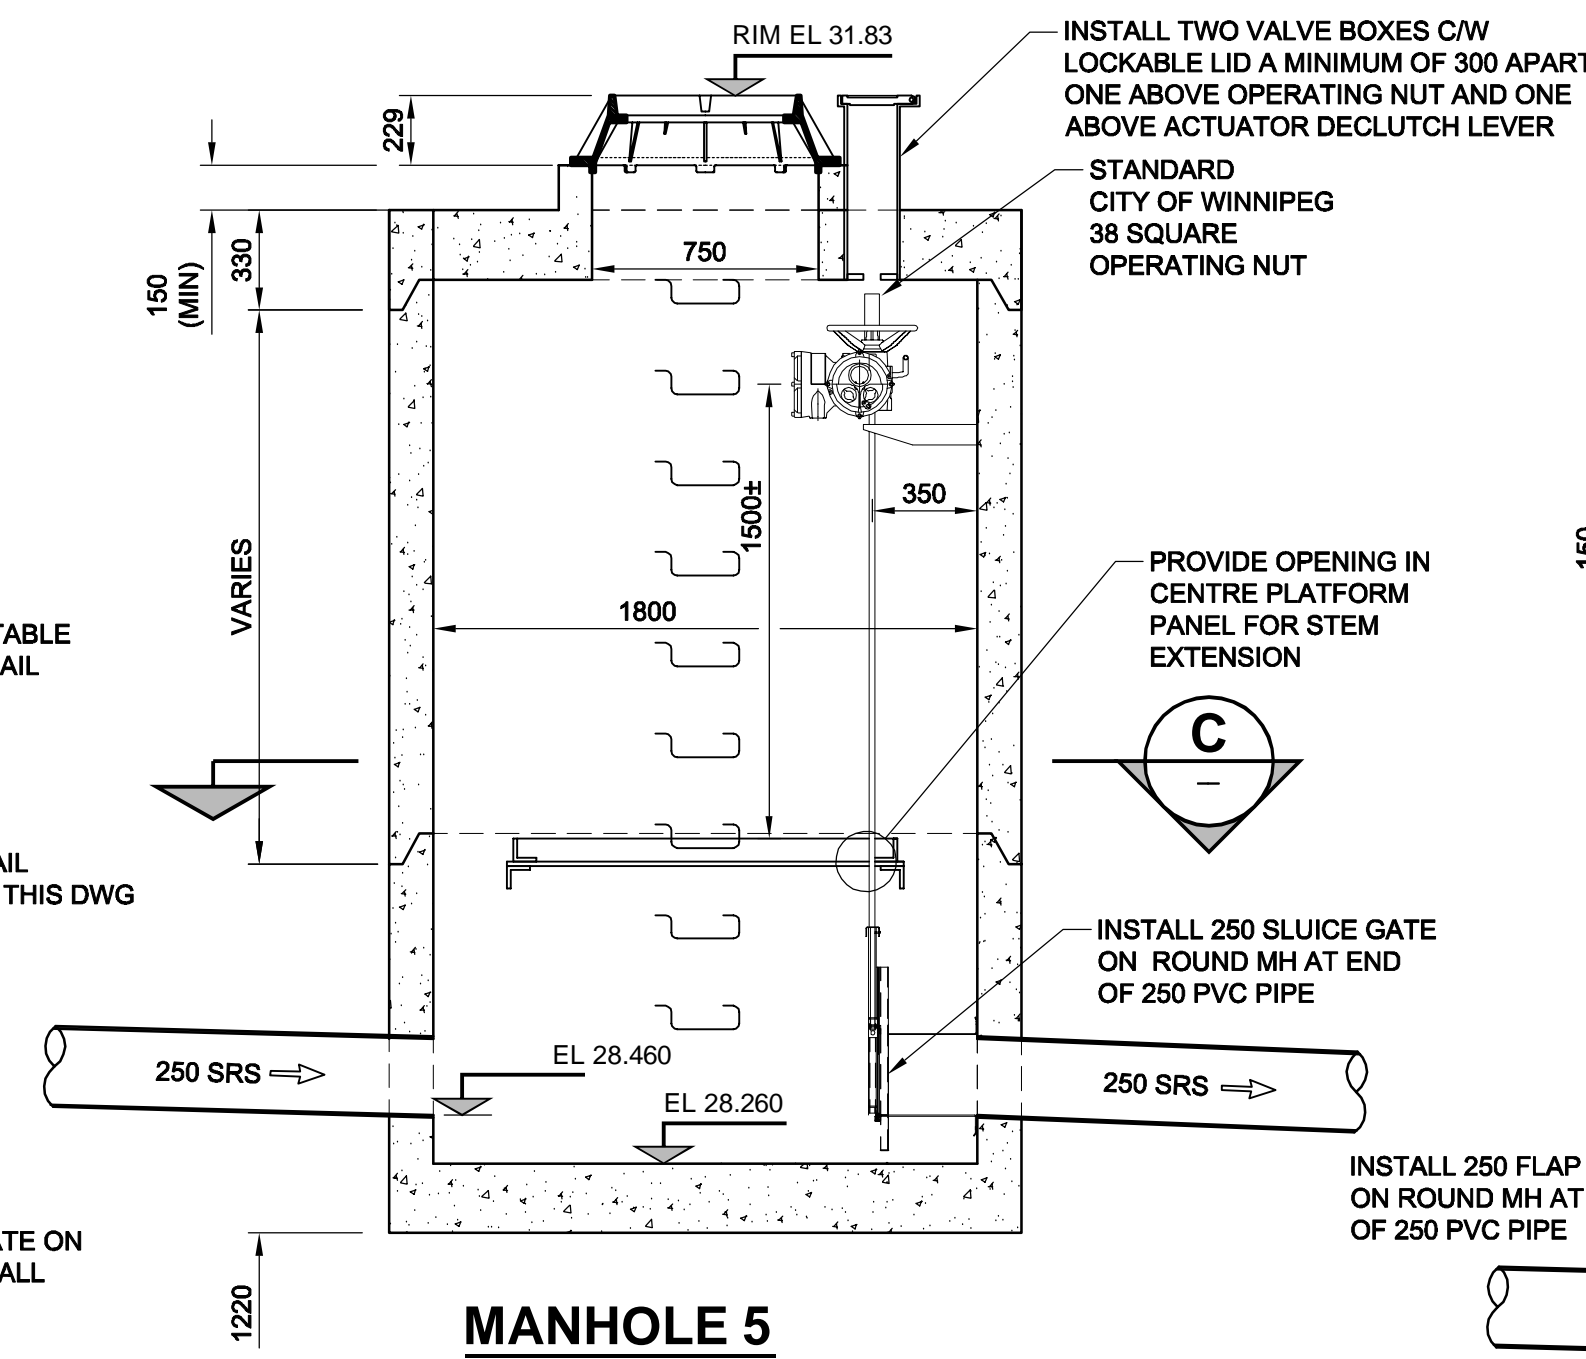 RIM EL 31.83
INSTALL TWO VALVE BOXES C/W
LOCKABLE LID A MINIMUM OF 300 APART
ONE ABOVE OPERATING NUT AND ONE
ABOVE ACTUATOR DECLUTCH LEVER
STANDARD
CITY OF WINNIPEG
38 SQUARE
OPERATING NUT
229
150
(MIN)
330
750
1500±
350
VARIES
1800
PROVIDE OPENING IN
CENTRE PLATFORM
PANEL FOR STEM
EXTENSION
150
TABLE
AIL
C
—
AIL
THIS DWG
INSTALL 250 SLUICE GATE
ON ROUND MH AT END
OF 250 PVC PIPE
250 SRS
EL 28.460
EL 28.260
250 SRS
INSTALL 250 FLAP
ON ROUND MH AT
OF 250 PVC PIPE
ATE ON
ALL
1220
MANHOLE 5